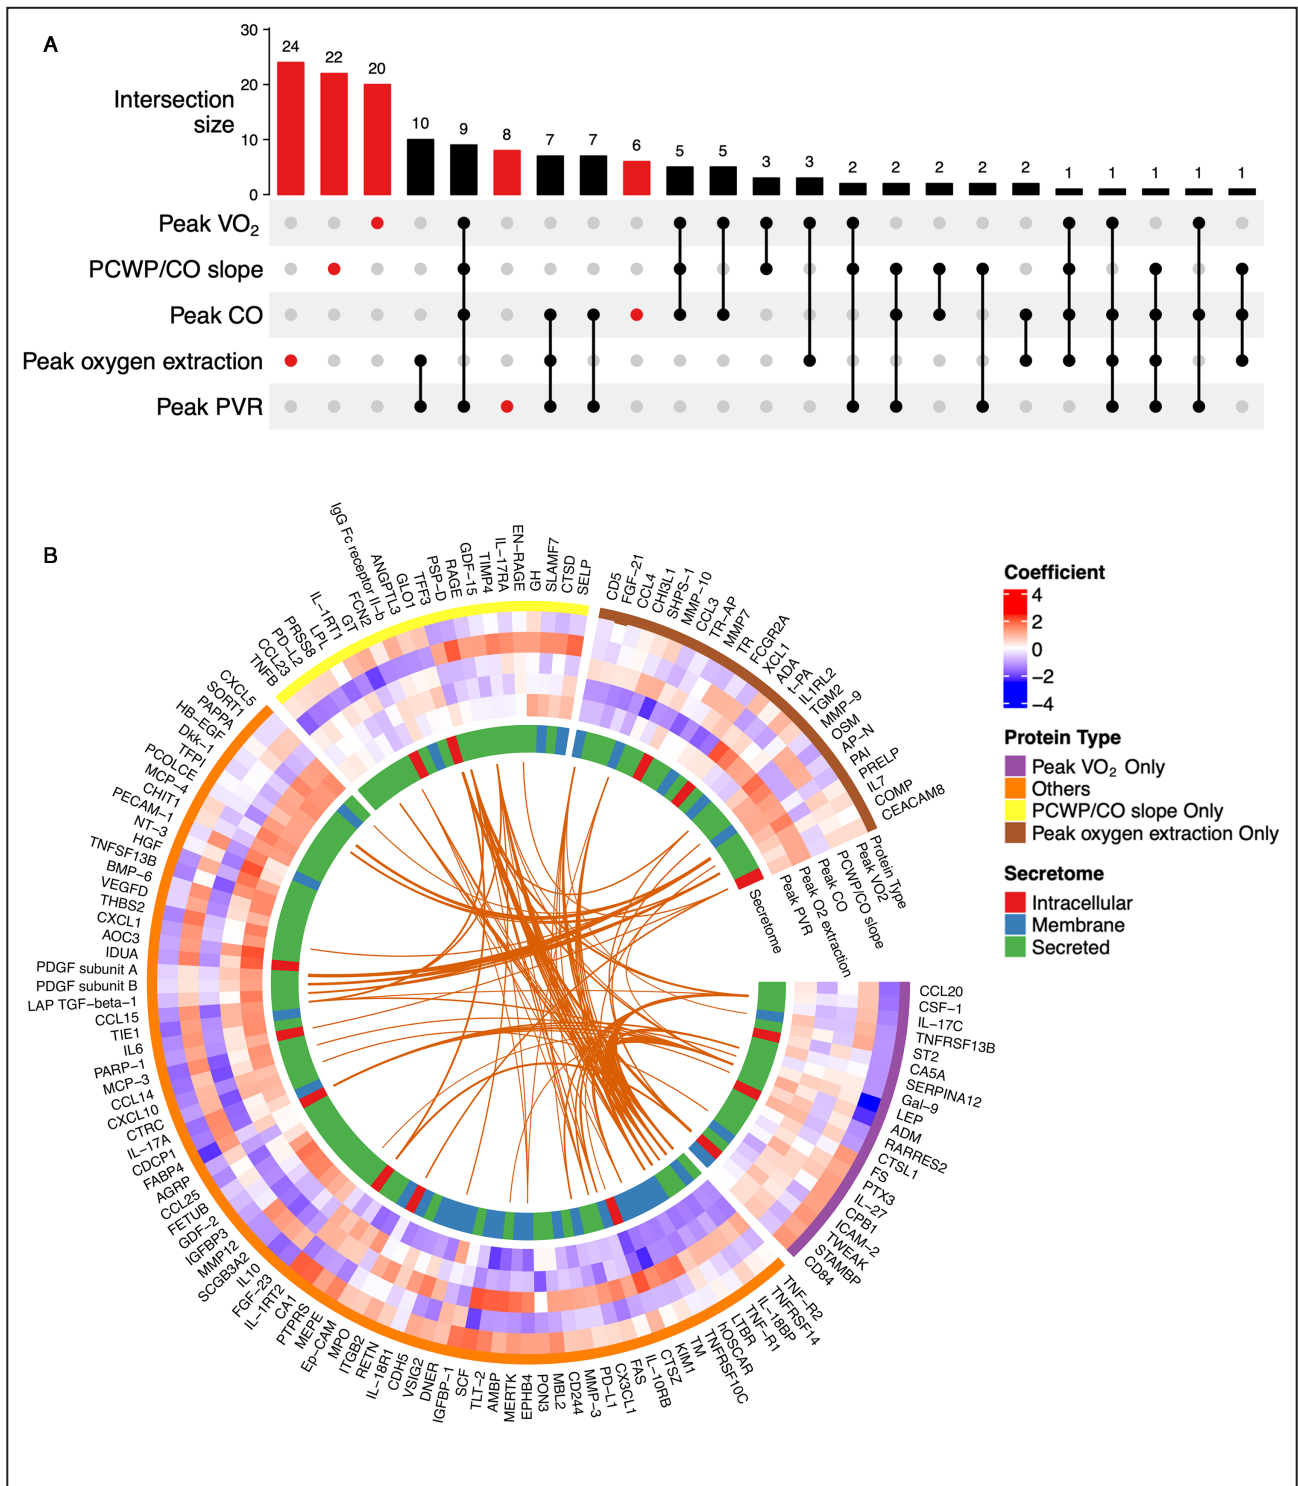 A
30
20
10
0
Intersection
size
24
22
20
10
9
8
7
7
6
5
5
3
3
2
2
2
2
2
1
1
1
1
1
Peak VO₂
PCWP/CO slope
Peak CO
Peak oxygen extraction
Peak PVR
B
CD5
FGF−21
CCL4
CHI3L1
SHPS−1
MMP−10
CCL3
TR−AP
MMP7
TR
FCGR2A
XCL1
ADA
t−PA
IL1RL2
TGM2
MMP−9
OSM
AP−N
PAI
PRELP
IL7
COMP
CEACAM8
Protein Type
Peak VO2
PCWP/CO slope
Peak CO
Peak O2 extraction
Peak PVR
Secretome
CCL20
CSF−1
IL−17C
TNFRSF13B
ST2
CA5A
SERPINA12
Gal−9
LEP
ADM
RARRES2
CTSL1
FS
PTX3
IL−27
CPB1
ICAM−2
TWEAK
STAMBP
CD84
TNF−R2
TNFRSF14
IL−18BP
TNF−R1
LTBR
hOSCAR
TNFRSF10C
TM
KIM1
CTSZ
IL−10RB
FAS
CX3CL1
PD−L1
MMP−3
CD244
MBL2
PON3
EPHB4
MERTK
AMBP
TLT−2
SCF
IGFBP−1
DNER
VSIG2
CDH5
IL−18R1
RETN
ITGB2
MPO
Ep−CAM
MEPE
PTPRS
CA1
IL−1RT2
FGF−23
IL10
SCGB3A2
MMP12
IGFBP3
GDF−2
FETUB
CCL25
AGRP
FABP4
CDCP1
IL−17A
CTRC
CXCL10
CCL14
MCP−3
PARP−1
IL6
TIE1
CCL15
LAP TGF−beta−1
PDGF subunit B
PDGF subunit A
IDUA
AOC3
CXCL1
THBS2
VEGFD
BMP−6
TNFSF13B
HGF
NT−3
PECAM−1
CHIT1
MCP−4
PCOLCE
TFPI
Dkk−1
HB−EGF
PAPPA
SORT1
CXCL5
TNFB
CCL23
PD−L2
PRSS8
LPL
IL−1RT1
GT
FCN2
IgG Fc receptor II−b
ANGPTL3
GLO1
TFF3
PSP−D
RAGE
GDF−15
TIMP4
IL−17RA
EN−RAGE
GH
SLAMF7
CTSD
SELP
Coefficient
4
2
0
−2
−4
Protein Type
Peak VO₂ Only
Others
PCWP/CO slope Only
Peak oxygen extraction Only
Secretome
Intracellular
Membrane
Secreted